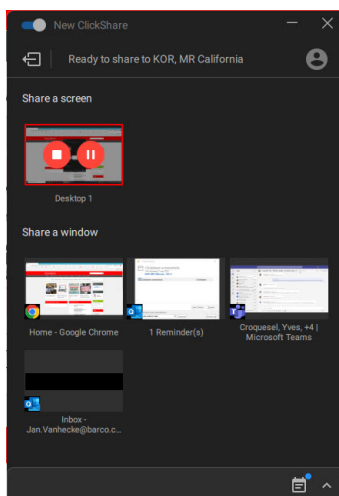 New ClickShare
Ready to share to KOR, MR California
Share a screen
Desktop 1
Share a window
Home - Google Chrome
1 Reminder(s)
Croquesel, Yves, +4 |
Microsoft Teams
Inbox -
Jan.Vanhecke@barco.c...